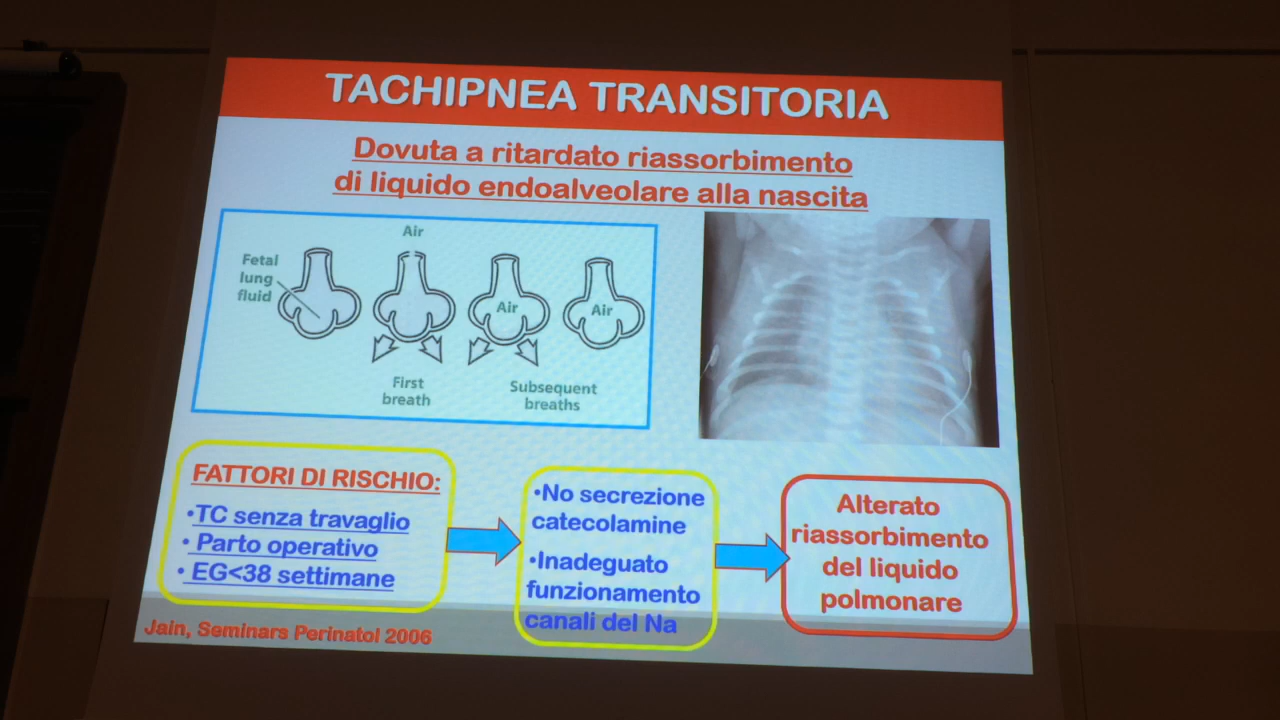 TACHIPNEA TRANSITORIA
Dovuta a ritardato riassorbimento
di liquido endoalveolare alla nascita
Air
Fetal
lung
fluid
Air
Air
First
breath
Subsequent
breaths
FATTORI DI RISCHIO:
•TC senza travaglio
• Parto operativo
• EG<38 settimane
•No secrezione
catecolamine
•Inadeguato
funzionamento
canali del Na
Alterato
riassorbimento
del liquido
polmonare
Jain, Seminars Perinatol 2006